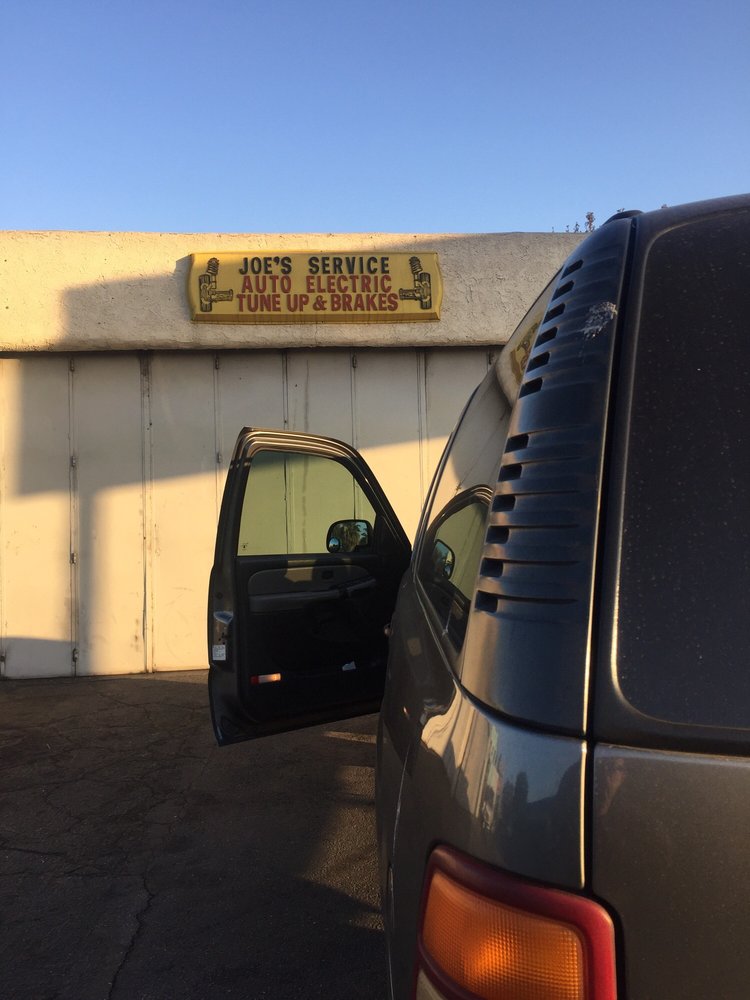 JOE'S SERVICE
AUTO ELECTRIC
TUNE UP & BRAKES